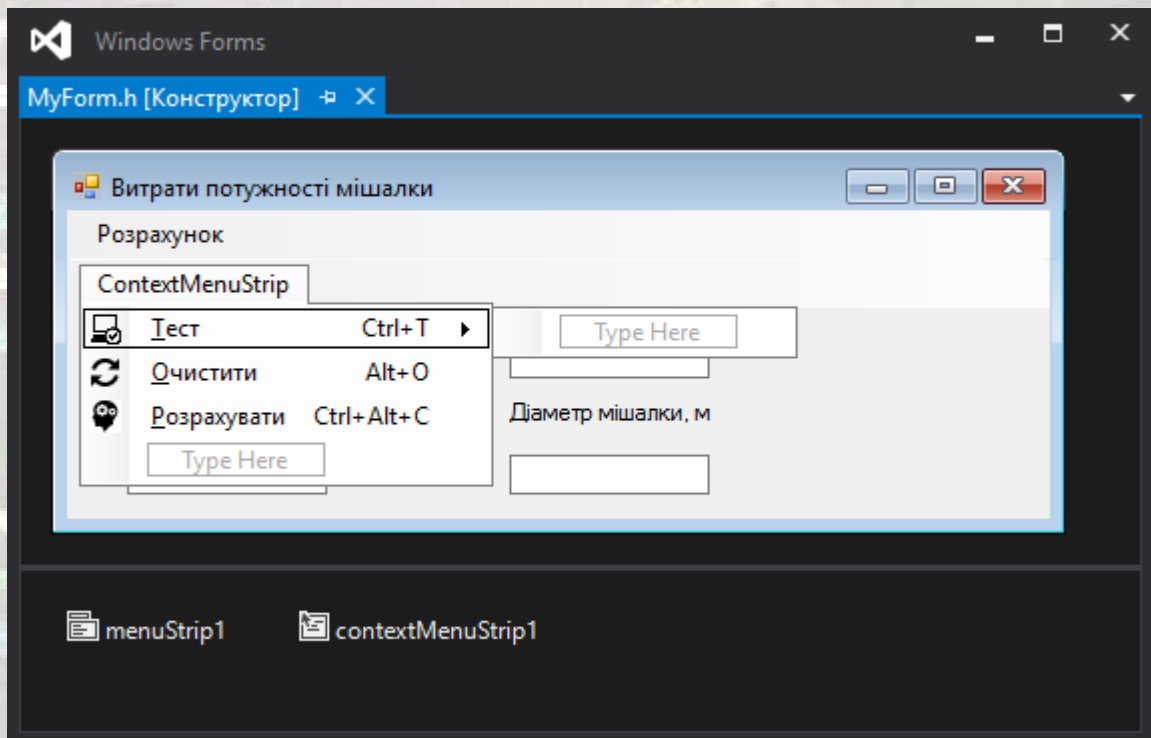 Windows Forms
MyForm.h [Конструктор]
Витрати потужності мішалки
Розрахунок
ContextMenuStrip
Тест Ctrl+T Type Here
Очистити Alt+O
Розрахувати Ctrl+Alt+C Діаметр мішалки, м
Type Here
menuStrip1 contextMenuStrip1